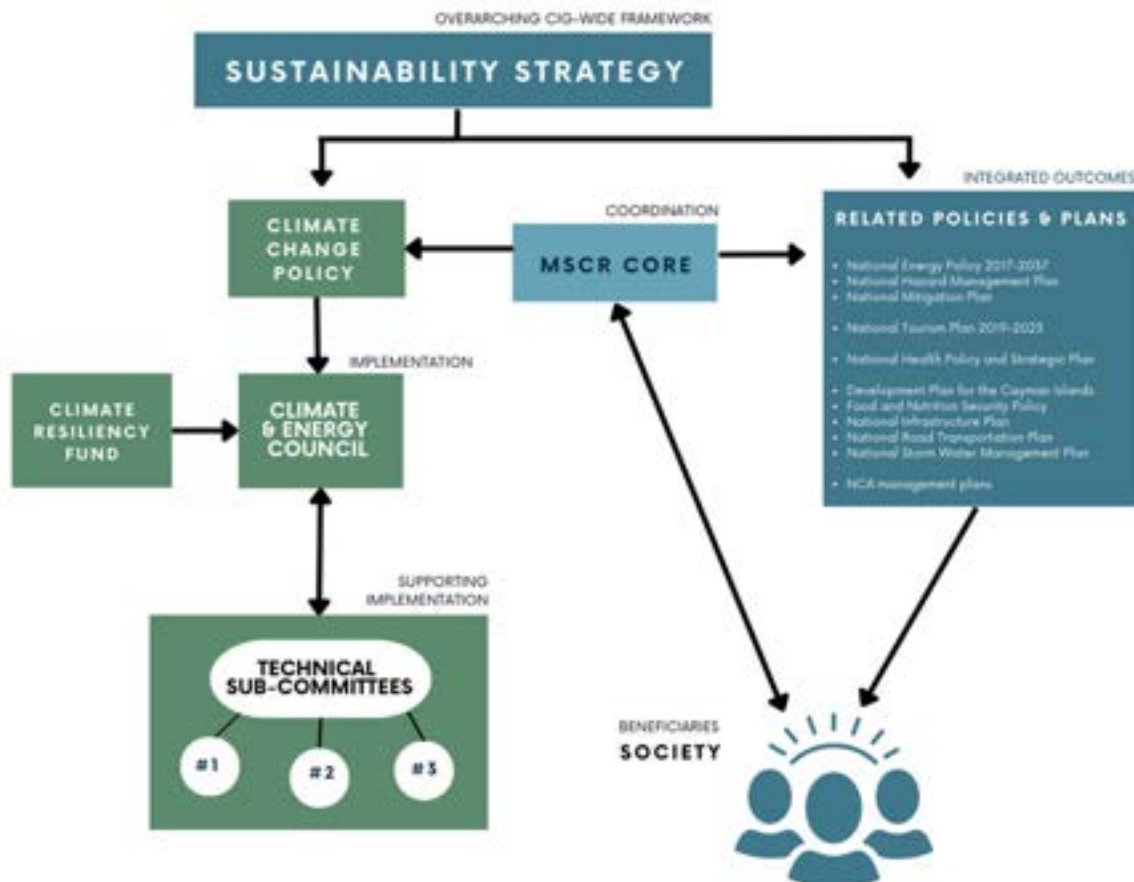 OVERARCHING CIG-WIDE FRAMEWORK
SUSTAINABILITY STRATEGY
CLIMATE
CHANGE
POLICY
COORDINATION
MSCR CORE
INTEGRATED OUTCOMES
RELATED POLICIES & PLANS
• National Energy Policy 2017-2037
• National Hazard Management Plan
• National Mitigation Plan
• National Tourism Plan 2019-2023
• National Health Policy and Strategic Plan
• Development Plan for the Cayman Islands
• Food and Nutrition Security Policy
• National Infrastructure Plan
• National Road Transportation Plan
• National Storm Water Management Plan
• NCA management plans
IMPLEMENTATION
CLIMATE
RESILIENCY
FUND
CLIMATE
& ENERGY
COUNCIL
SUPPORTING
IMPLEMENTATION
TECHNICAL
SUB-COMMITTEES
#1
#2
#3
BENEFICIARIES
SOCIETY